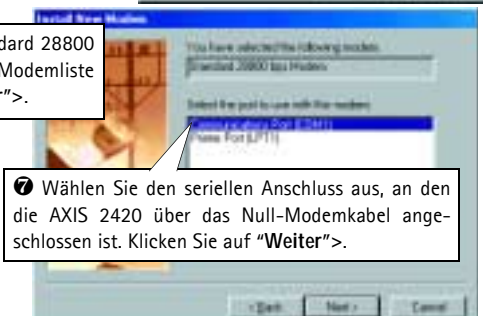 Install New Modem
dard 28800
Modemliste
r">.
You have selected the following modem:
Standard 28800 bps Modem
Select the port to use with this modem:
Communications Port (COM1)
Printer Port (LPT1)
❼ Wählen Sie den seriellen Anschluss aus, an den
die AXIS 2420 über das Null-Modemkabel ange-
schlossen ist. Klicken Sie auf "Weiter">.
< Back Next > Cancel